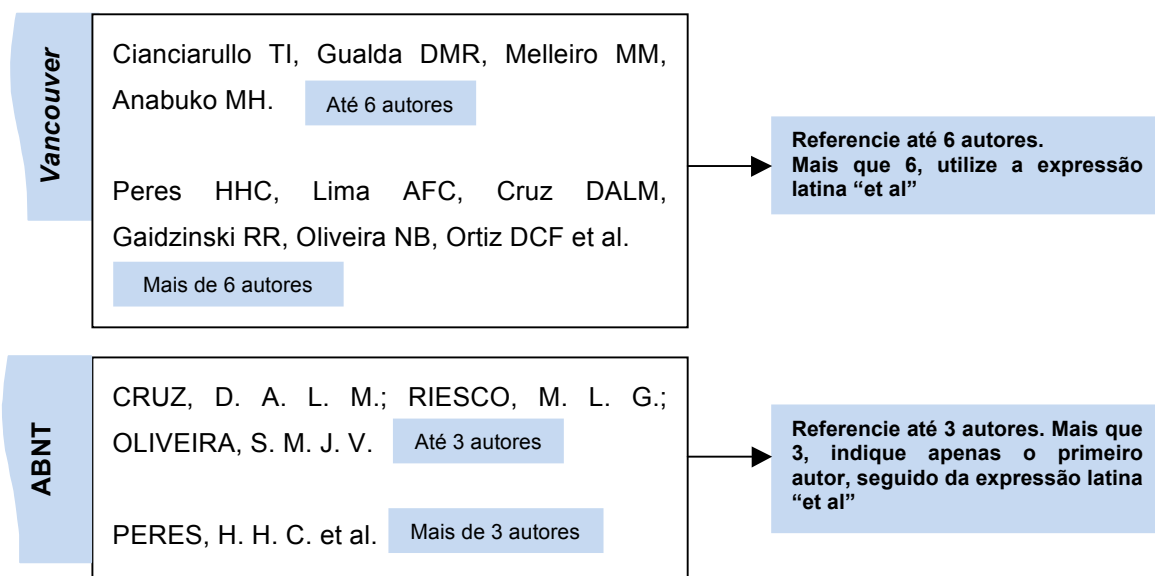 Vancouver
Cianciarullo TI, Gualda DMR, Melleiro MM,
Anabuko MH.
Até 6 autores
Peres HHC, Lima AFC, Cruz DALM,
Gaidzinski RR, Oliveira NB, Ortiz DCF et al.
Mais de 6 autores
Referencie até 6 autores.
Mais que 6, utilize a expressão
latina “et al”
ABNT
CRUZ, D. A. L. M.; RIESCO, M. L. G.;
OLIVEIRA, S. M. J. V.
Até 3 autores
PERES, H. H. C. et al.
Mais de 3 autores
Referencie até 3 autores. Mais que
3, indique apenas o primeiro
autor, seguido da expressão latina
“et al”